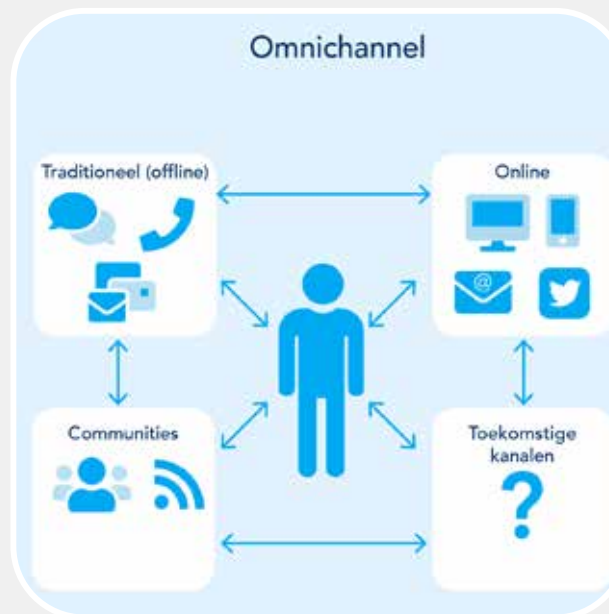 Omnichannel
Traditioneel (offline)
Online
@
Communities
Toekomstige
kanalen
?